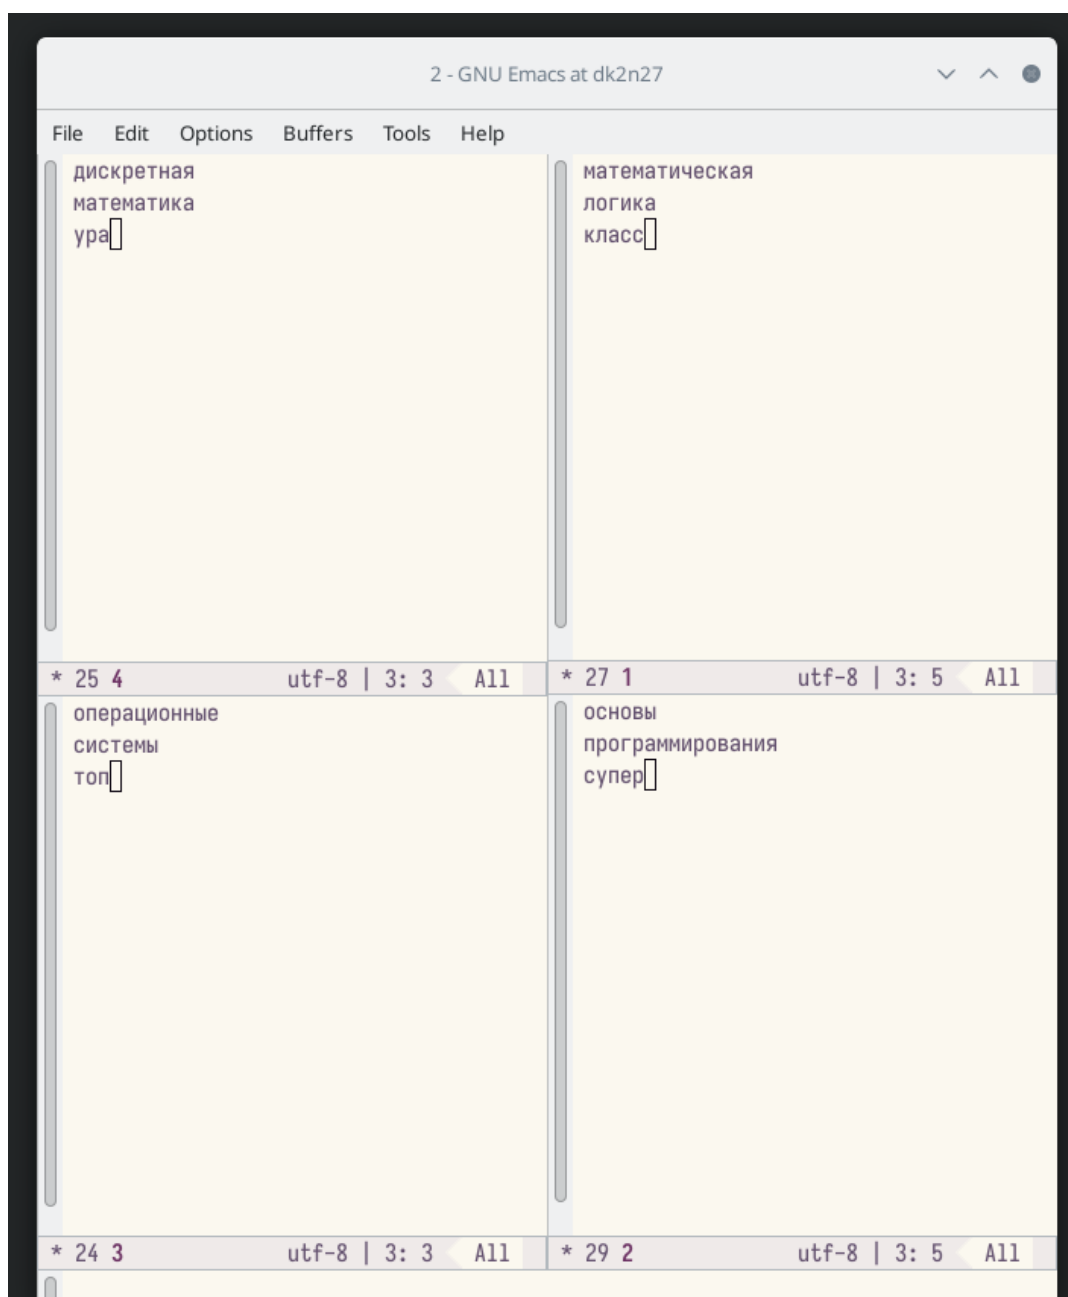 2 - GNU Emacs at dk2n27
File Edit Options Buffers Tools Help
дискретная
математика
ура
* 25 4 utf-8 | 3: 3 All
математическая
логика
класс
* 27 1 utf-8 | 3: 5 All
операционные
системы
топ
* 24 3 utf-8 | 3: 3 All
основы
программирования
супер
* 29 2 utf-8 | 3: 5 All